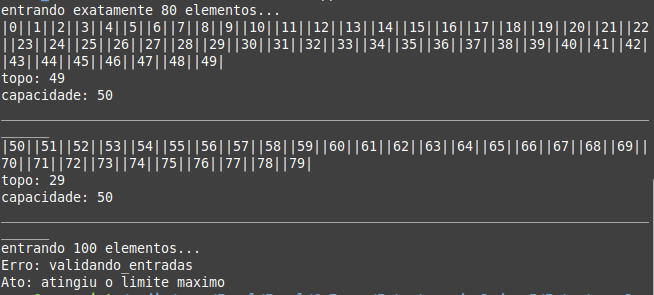 entrando exatamente 80 elementos...
|0||1||2||3||4||5||6||7||8||9||10||11||12||13||14||15||16||17||18||19||20||21||22
||23||24||25||26||27||28||29||30||31||32||33||34||35||36||37||38||39||40||41||42|
|43||44||45||46||47||48||49|
topo: 49
capacidade: 50
|50||51||52||53||54||55||56||57||58||59||60||61||62||63||64||65||66||67||68||69||
70||71||72||73||74||75||76||77||78||79|
topo: 29
capacidade: 50
entrando 100 elementos...
Erro: validando_entradas
Ato: atingiu o limite maximo